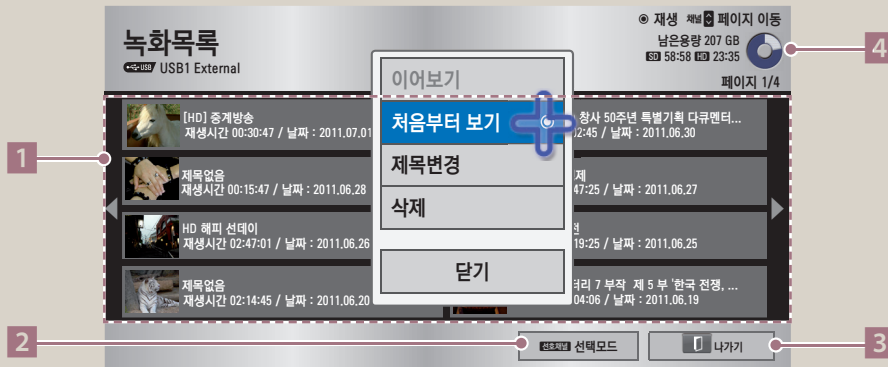 녹화목록
USB USB1 External
◉ 재생 채널 페이지 이동
남은용량 207 GB
SD 58:58 HD 23:35
페이지 1/4
4
1
[HD] 중계방송
재생시간 00:30:47 / 날짜 : 2011.07.01
제목없음
재생시간 00:15:47 / 날짜 : 2011.06.28
HD 해피 선데이
재생시간 02:47:01 / 날짜 : 2011.06.26
제목없음
재생시간 02:14:45 / 날짜 : 2011.06.20
이어보기
처음부터 보기
제목변경
삭제
닫기
창사 50주년 특별기획 다큐멘터...
02:45 / 날짜 : 2011.06.30
제
47:25 / 날짜 : 2011.06.27
전
19:25 / 날짜 : 2011.06.25
터리 7 부작 제 5 부 '한국 전쟁, ...
04:06 / 날짜 : 2011.06.19
2
선호채널 선택모드
나가기
3